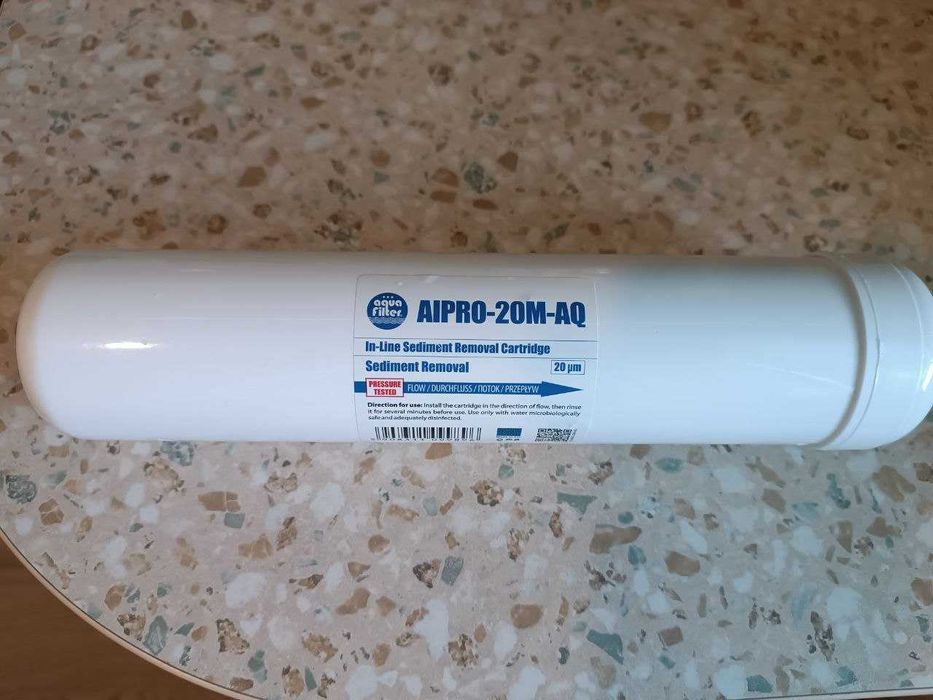 aqua
filter
AIPRO-20M-AQ
In-Line Sediment Removal Cartridge
Sediment Removal
20 µm
PRESSURE
TESTED
FLOW / DURCHFLUSS / ПОТОК / PRZEPŁYW
Direction for use: Install the cartridge in the direction of flow, then rinse
it for several minutes before use. Use only with water microbiologically
safe and adequately disinfected.